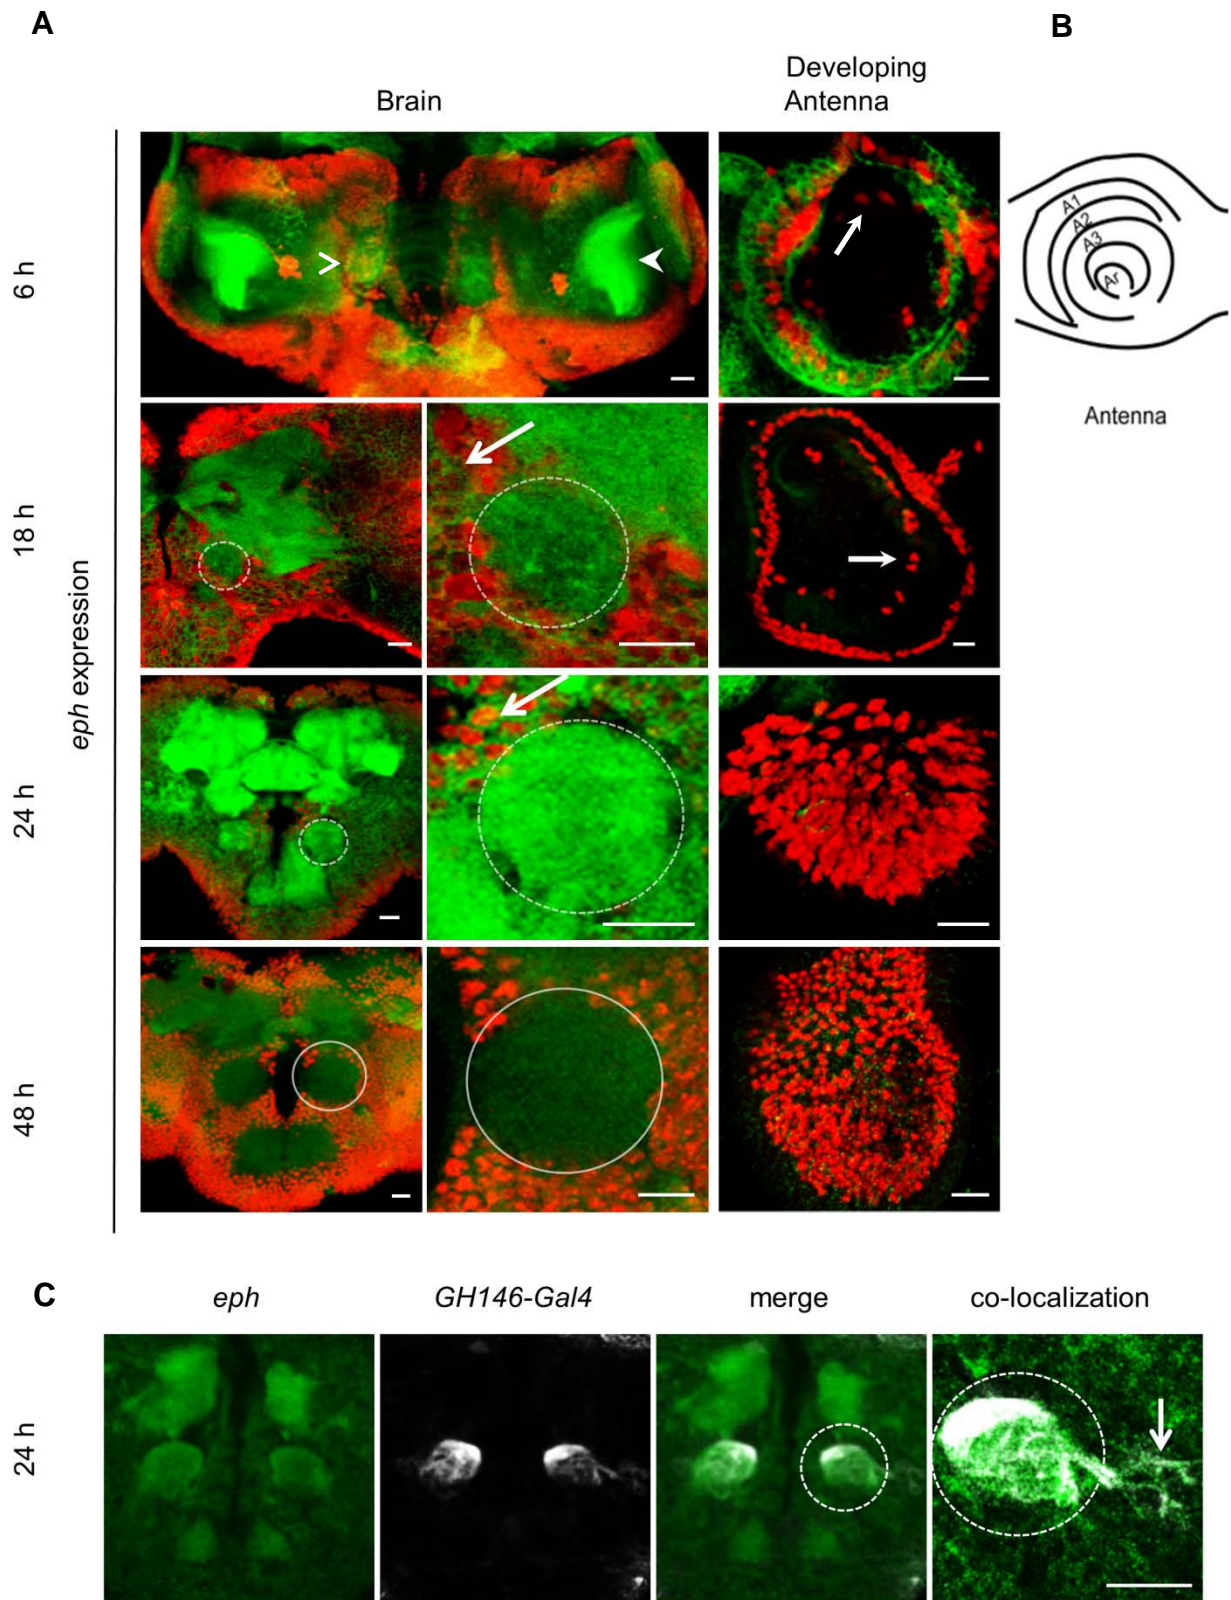 A
B
Brain
Developing
Antenna
eph expression
6 h
18 h
24 h
48 h
A1
A2
A3
Ar
Antenna
C
eph
GH146-Gal4
merge
co-localization
24 h